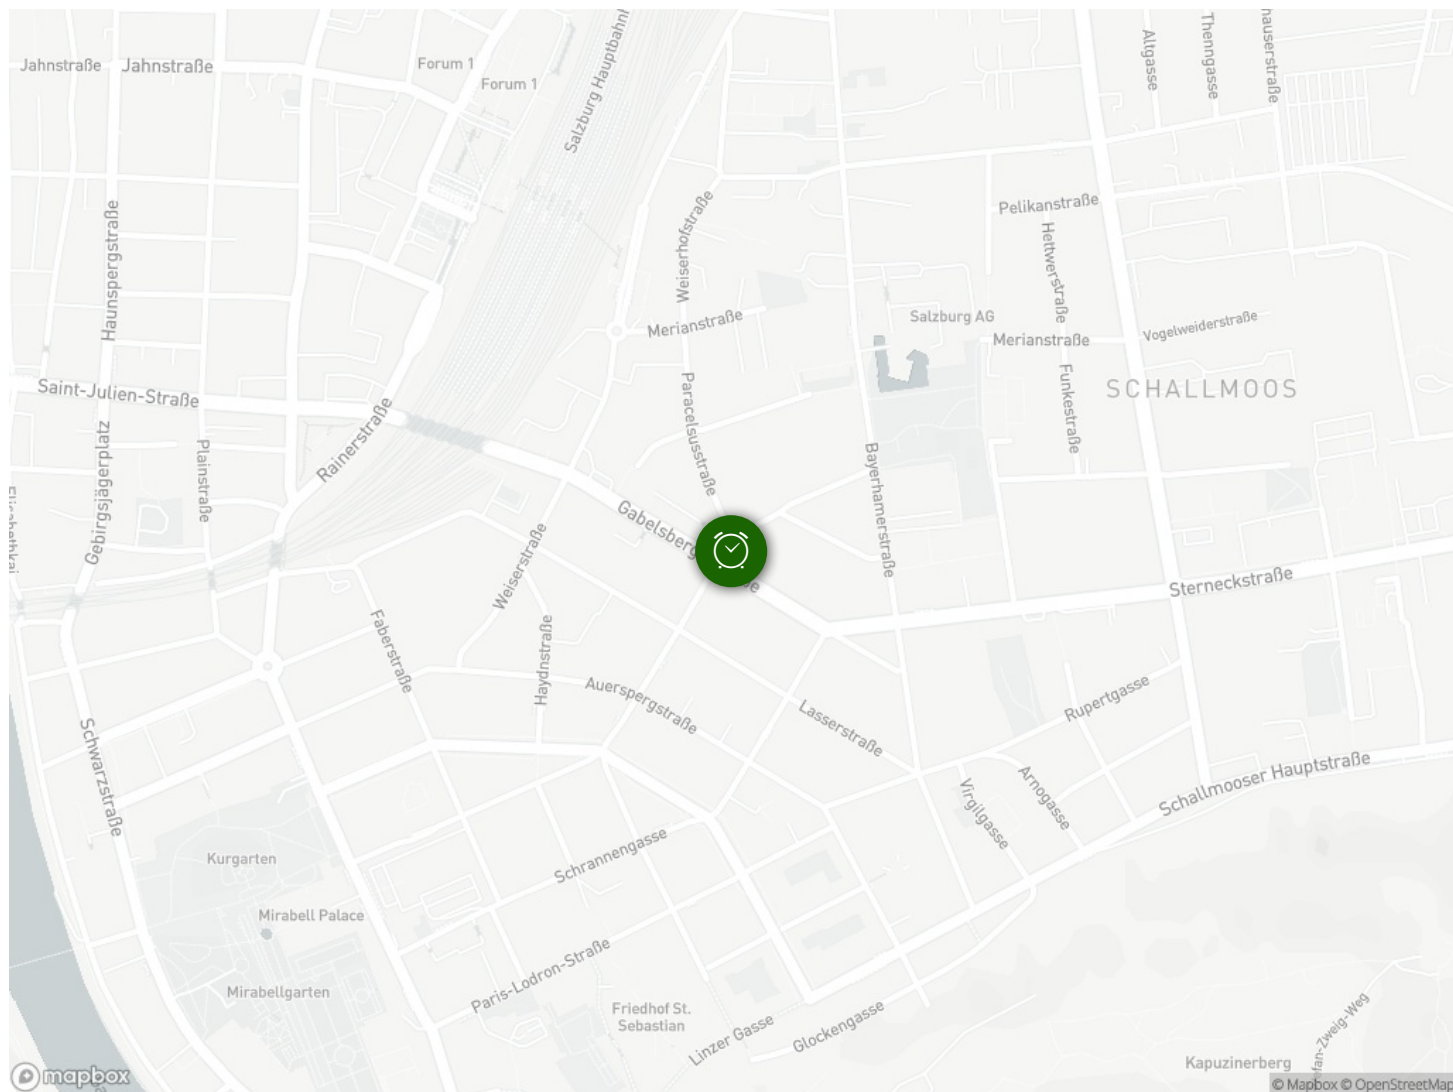 Jahnstraße
Jahnstraße
Forum 1
Forum 1
Altgasse
Thenngasse
Pelikanstraße
Haunspergstraße
Weiserhofstraße
Hettwerstraße
Merianstraße
Salzburg AG
Merianstraße
Vogelweiderstraße
Saint-Julien-Straße
SCHALLMOOS
Rainerstraße
Paracelsusstraße
Funkestraße
Plainstraße
Gebirgsjägerplatz
Bayerhamerstraße
Weiserstraße
Sterneckstraße
Faberstraße
Haydnstraße
Auerspergstraße
Lasserstraße
Rupertgasse
Schwarzstraße
Virgilgasse
Arnogasse
Schallmooser Hauptstraße
Kurgarten
Schrannengasse
Mirabell Palace
Paris-Lodron-Straße
Mirabellgarten
Friedhof St.
Sebastian
Linzer Gasse
Glockengasse
Kapuzinerberg
mapbox
© Mapbox © OpenStreetMap